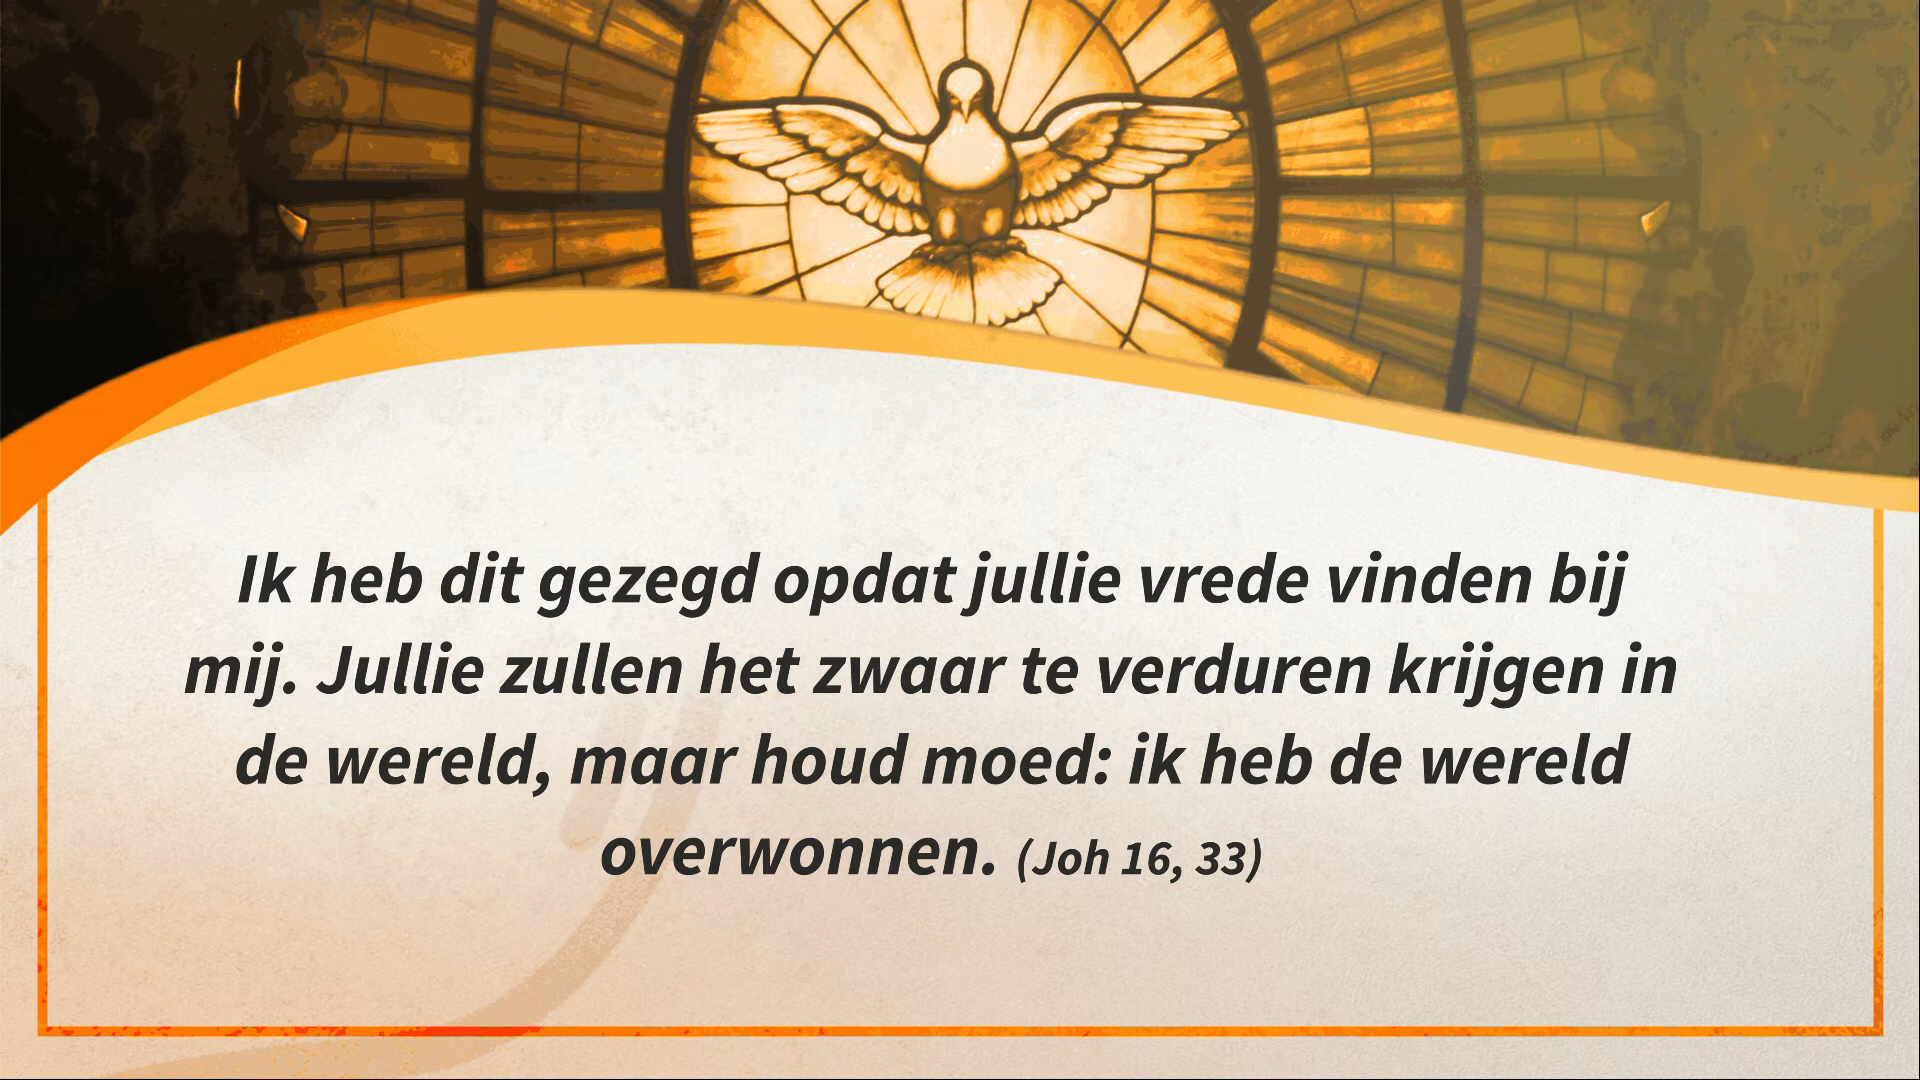 Ik heb dit gezegd opdat jullie vrede vinden bij
mij. Jullie zullen het zwaar te verduren krijgen in
de wereld, maar houd moed: ik heb de wereld
overwonnen. (Joh 16, 33)